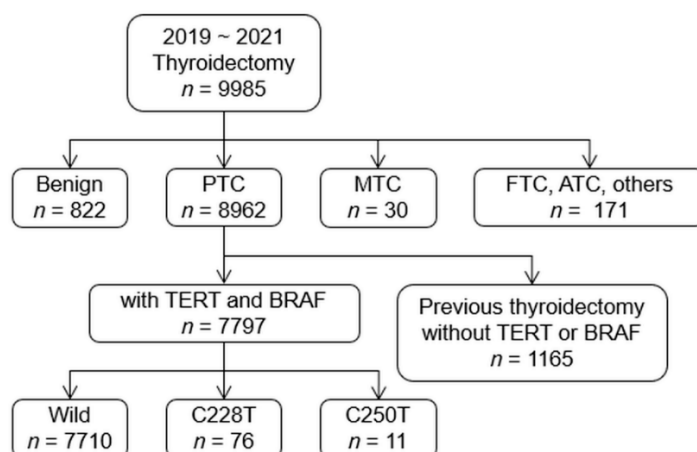 2019 ~ 2021
Thyroidectomy
n = 9985
Benign
n = 822
PTC
n = 8962
MTC
n = 30
FTC, ATC, others
n = 171
with TERT and BRAF
n = 7797
Previous thyroidectomy
without TERT or BRAF
n = 1165
Wild
n = 7710
C228T
n = 76
C250T
n = 11